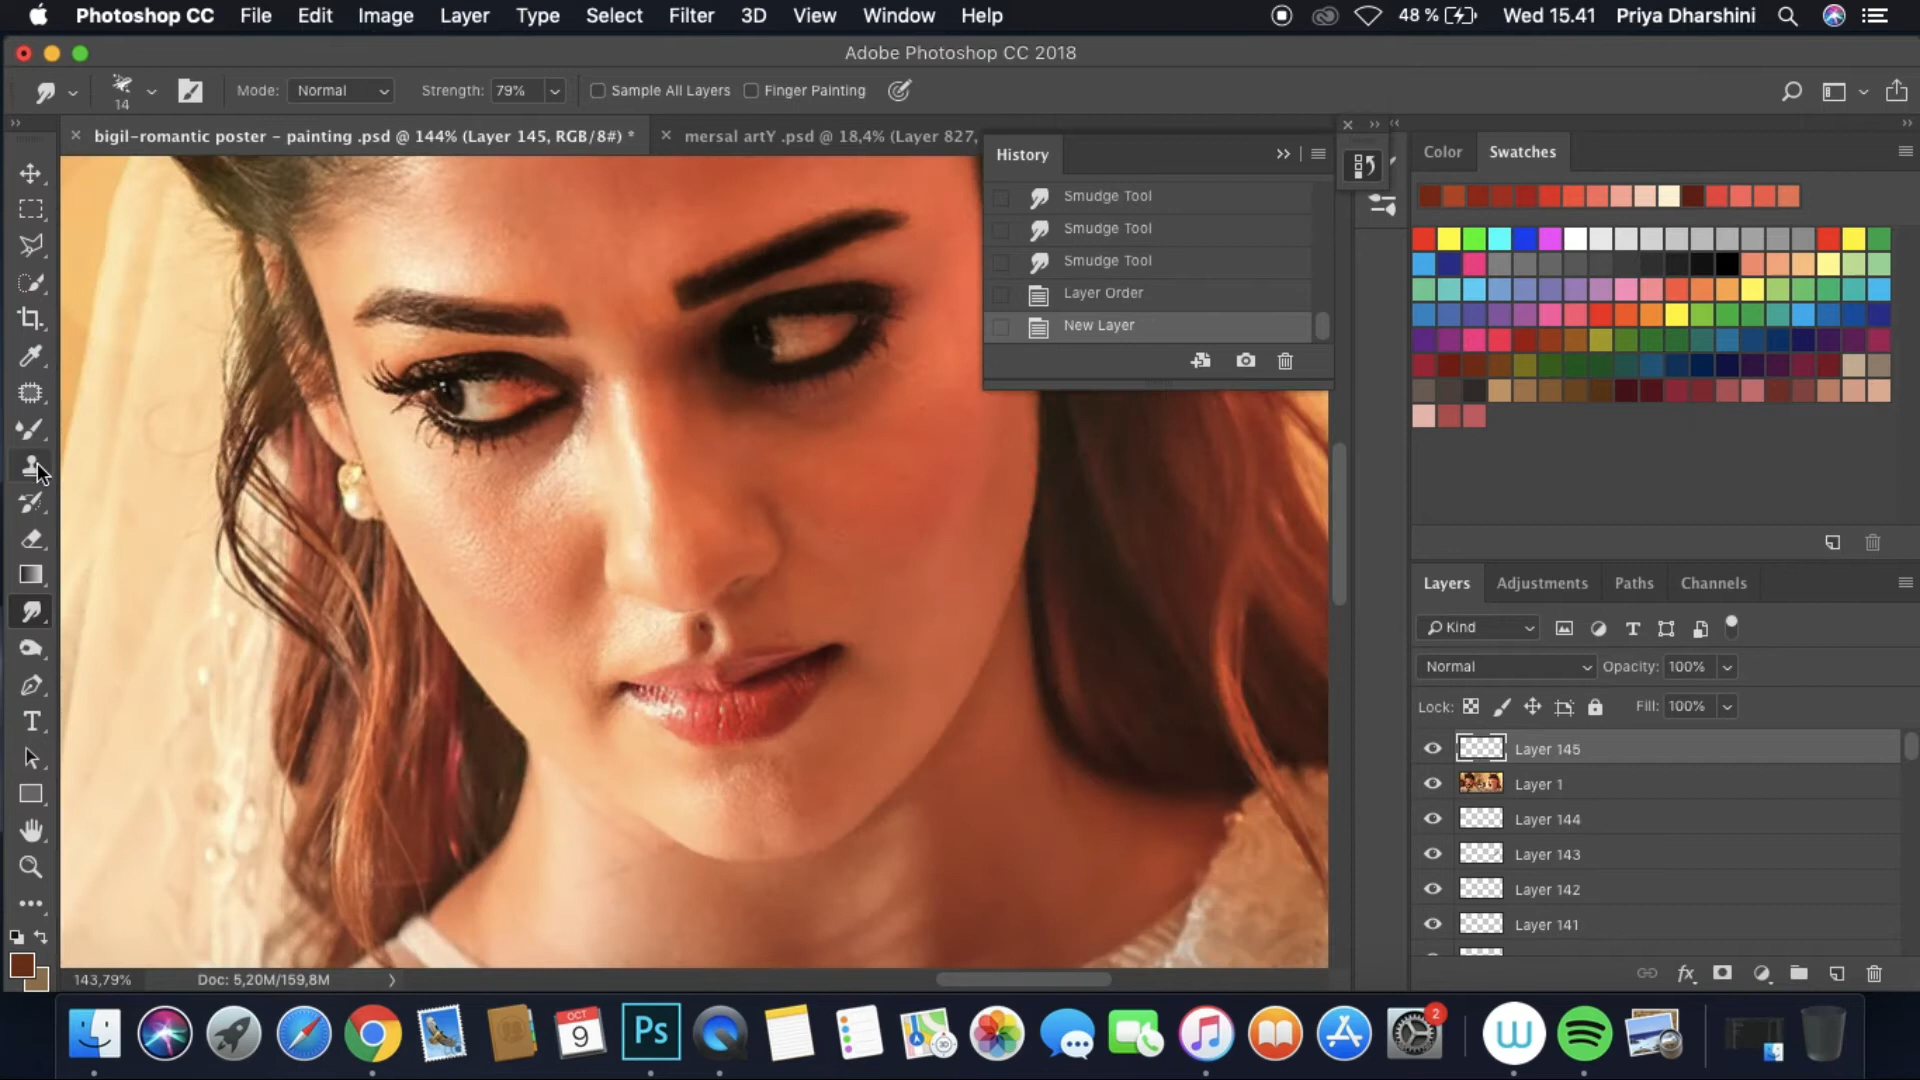 Photoshop CC File Edit Image Layer Type Select Filter 3D View Window Help 48 % Wed 15.41 Priya Dharshini
Adobe Photoshop CC 2018
14 Mode: Normal Strength: 79% Sample All Layers Finger Painting
bigil-romantic poster - painting .psd @ 144% (Layer 145, RGB/8#) * mersal artY .psd @ 18,4% (Layer 827,
History
Smudge Tool
Smudge Tool
Smudge Tool
Layer Order
New Layer
Color Swatches
Layers Adjustments Paths Channels
Kind
Normal Opacity: 100%
Lock: Fill: 100%
Layer 145
Layer 1
Layer 144
Layer 143
Layer 142
Layer 141
fx
143,79% Doc: 5,20M/159,8M
OCT
9
Ps
3D
2